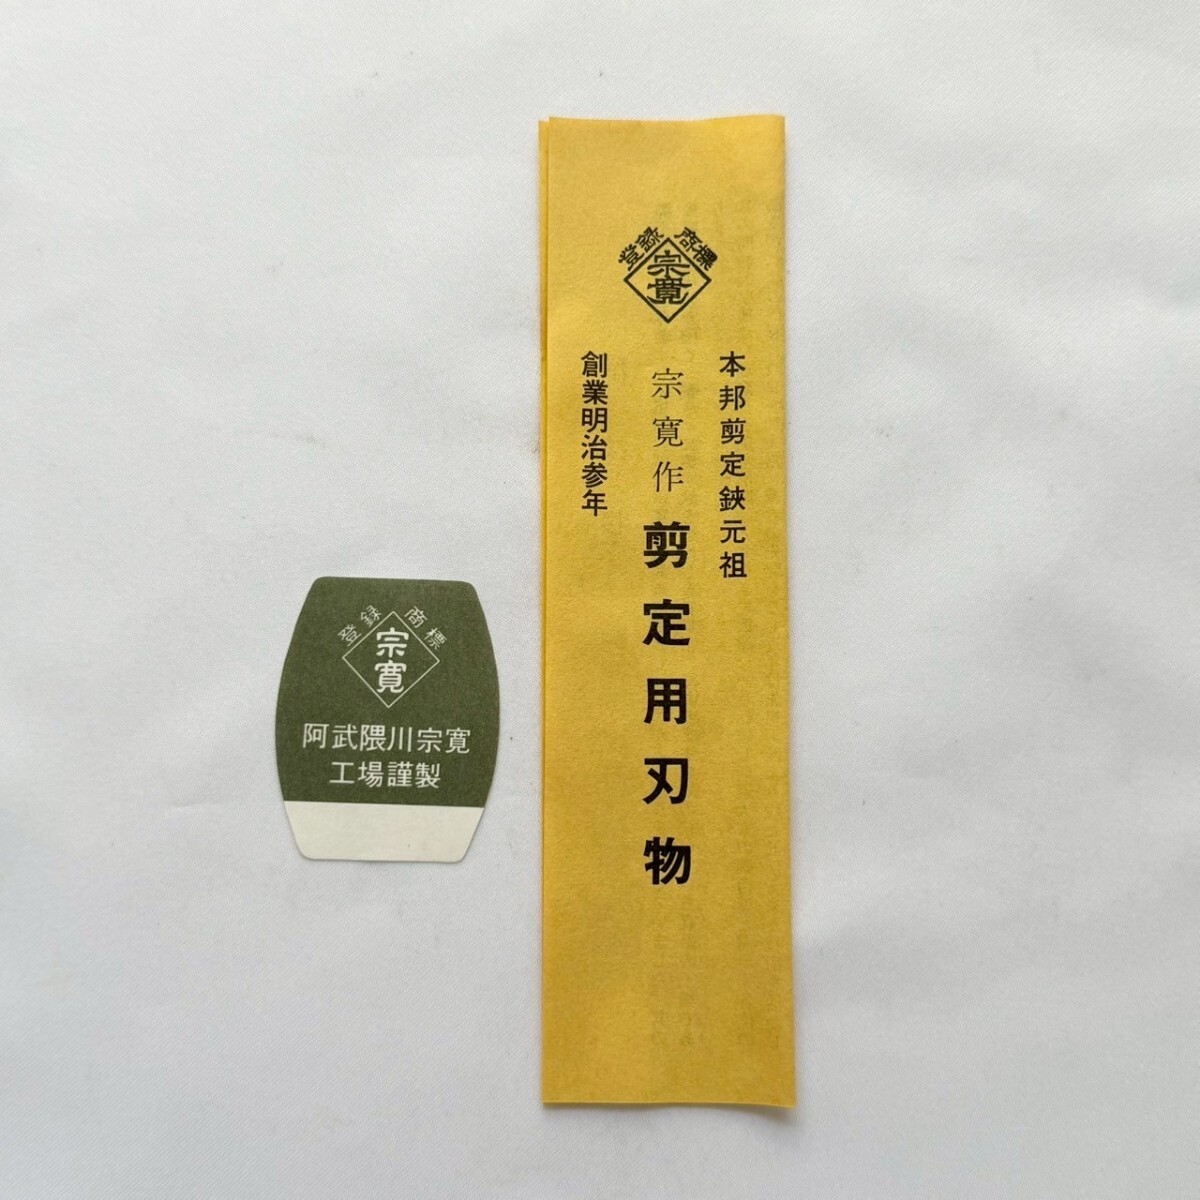 登録 商標
宗寛
本邦剪定鋏元祖
宗寛作 剪定用刃物
創業明治参年
登録 商標
宗寛
阿武隈川宗寛
工場謹製